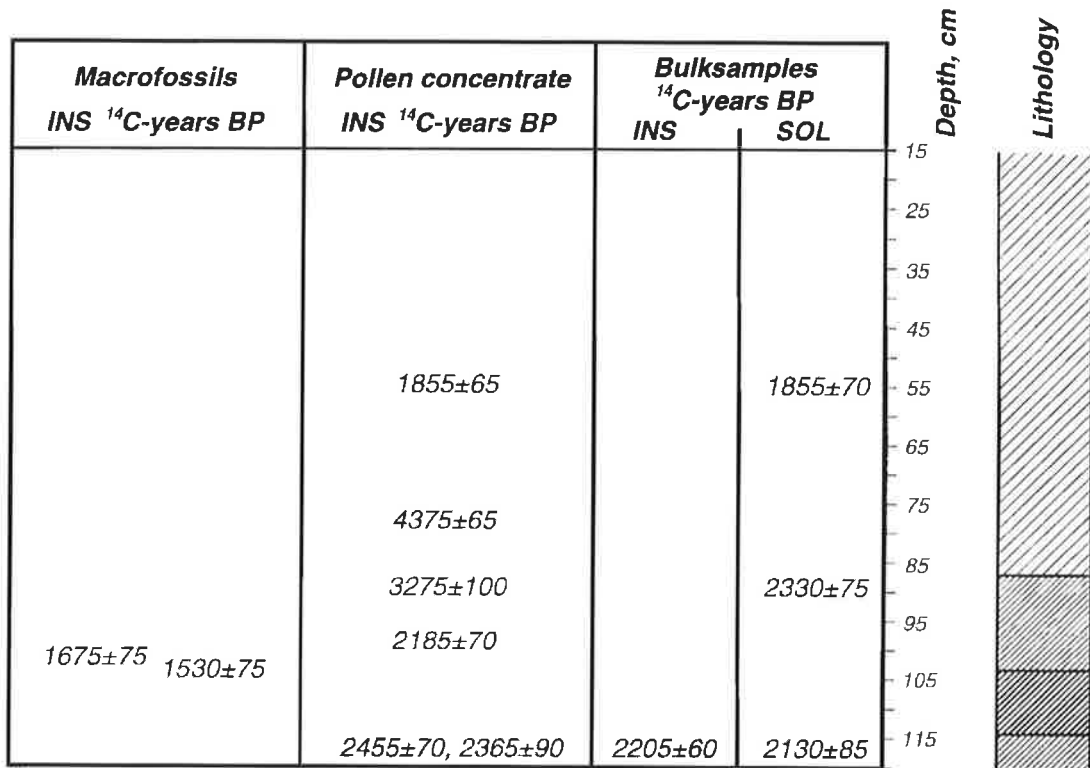 Macrofossils
INS ¹⁴C-years BP
Pollen concentrate
INS ¹⁴C-years BP
Bulksamples
¹⁴C-years BP
INS SOL
Depth, cm
Lithology
15
25
35
45
1855±65 1855±70 55
65
4375±65 75
85
3275±100 2330±75
2185±70 95
1675±75 1530±75
105
2455±70, 2365±90 2205±60 2130±85 115